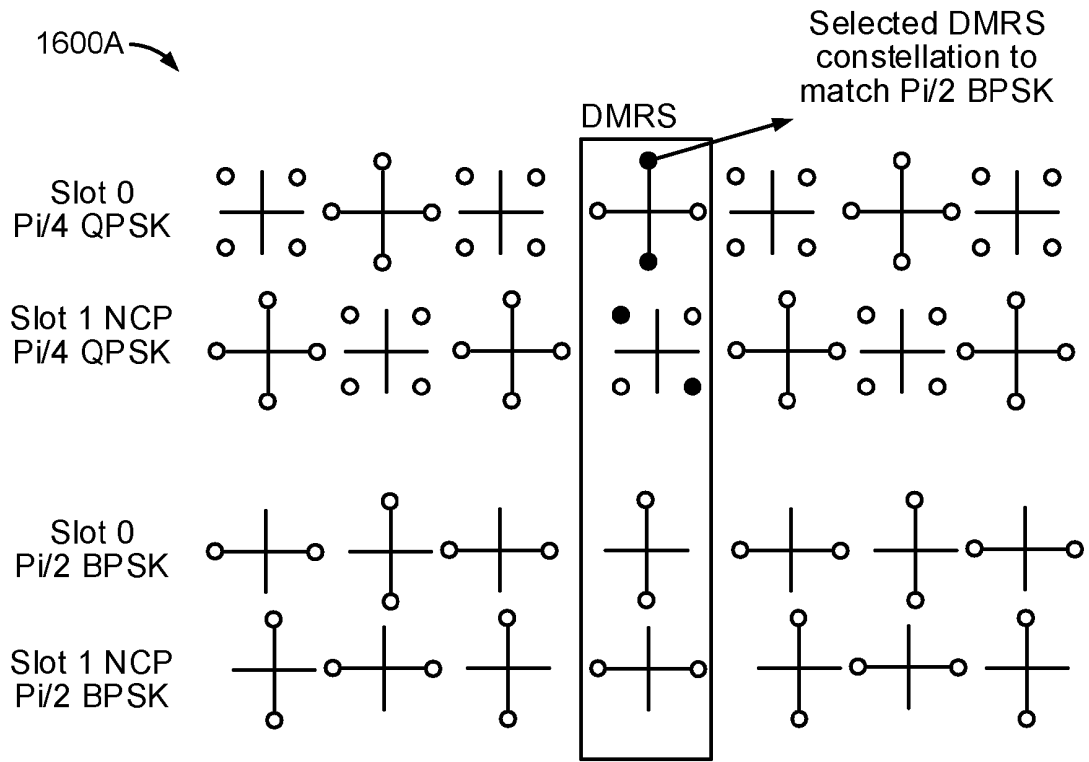 1600A
Selected DMRS
constellation to
match Pi/2 BPSK
DMRS
Slot 0
Pi/4 QPSK
Slot 1 NCP
Pi/4 QPSK
Slot 0
Pi/2 BPSK
Slot 1 NCP
Pi/2 BPSK